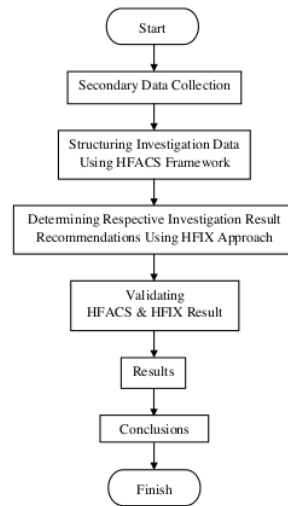 Start
Secondary Data Collection
Structuring Investigation Data
Using HFACS Framework
Determining Respective Investigation Result
Recommendations Using HFIX Approach
Validating
HFACS & HFIX Result
Results
Conclusions
Finish